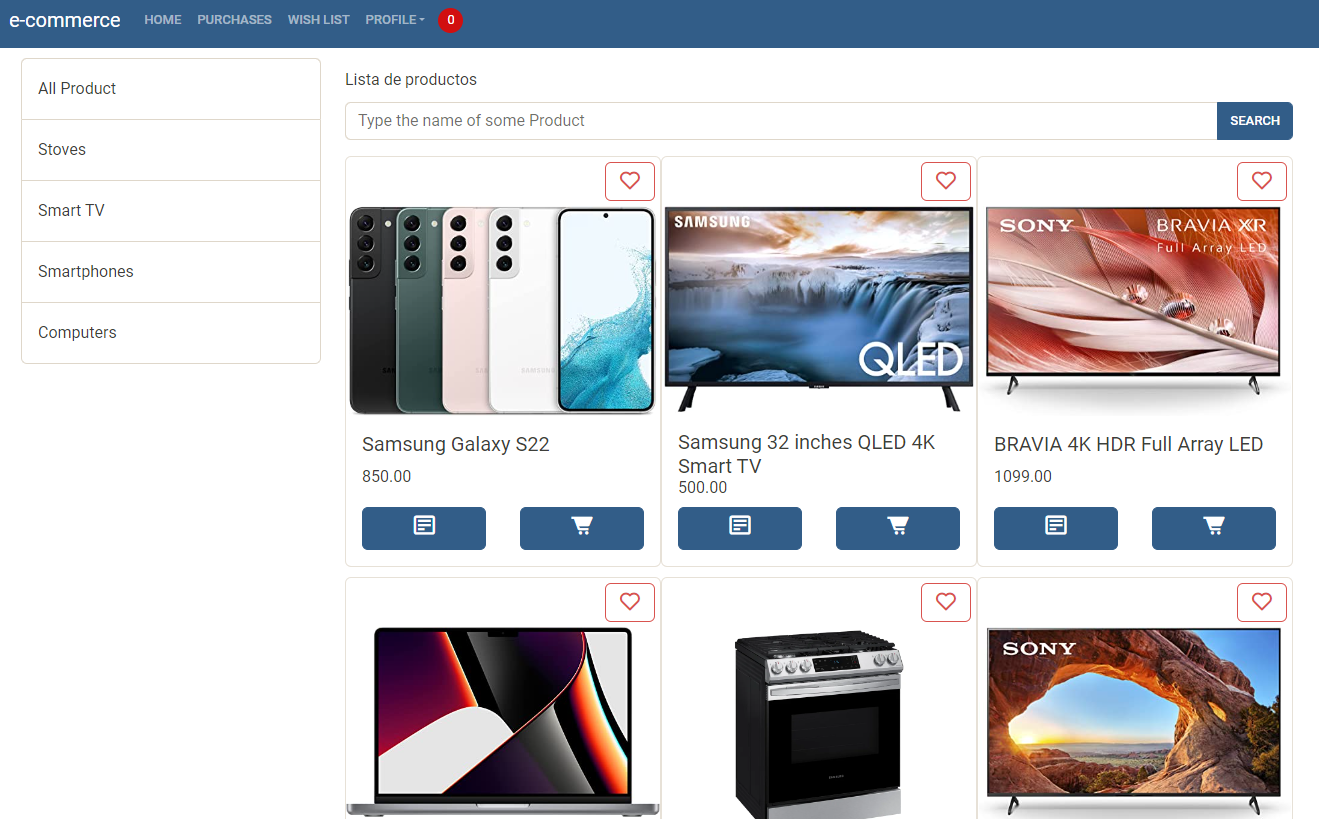 e-commerce HOME PURCHASES WISH LIST PROFILE 0
All Product
Stoves
Smart TV
Smartphones
Computers
Lista de productos
Type the name of some Product
SEARCH
SAMSUNG
QLED
SONY
BRAVIA XR
Full Array LED
Samsung Galaxy S22
850.00
Samsung 32 inches QLED 4K
Smart TV
500.00
BRAVIA 4K HDR Full Array LED
1099.00
SONY